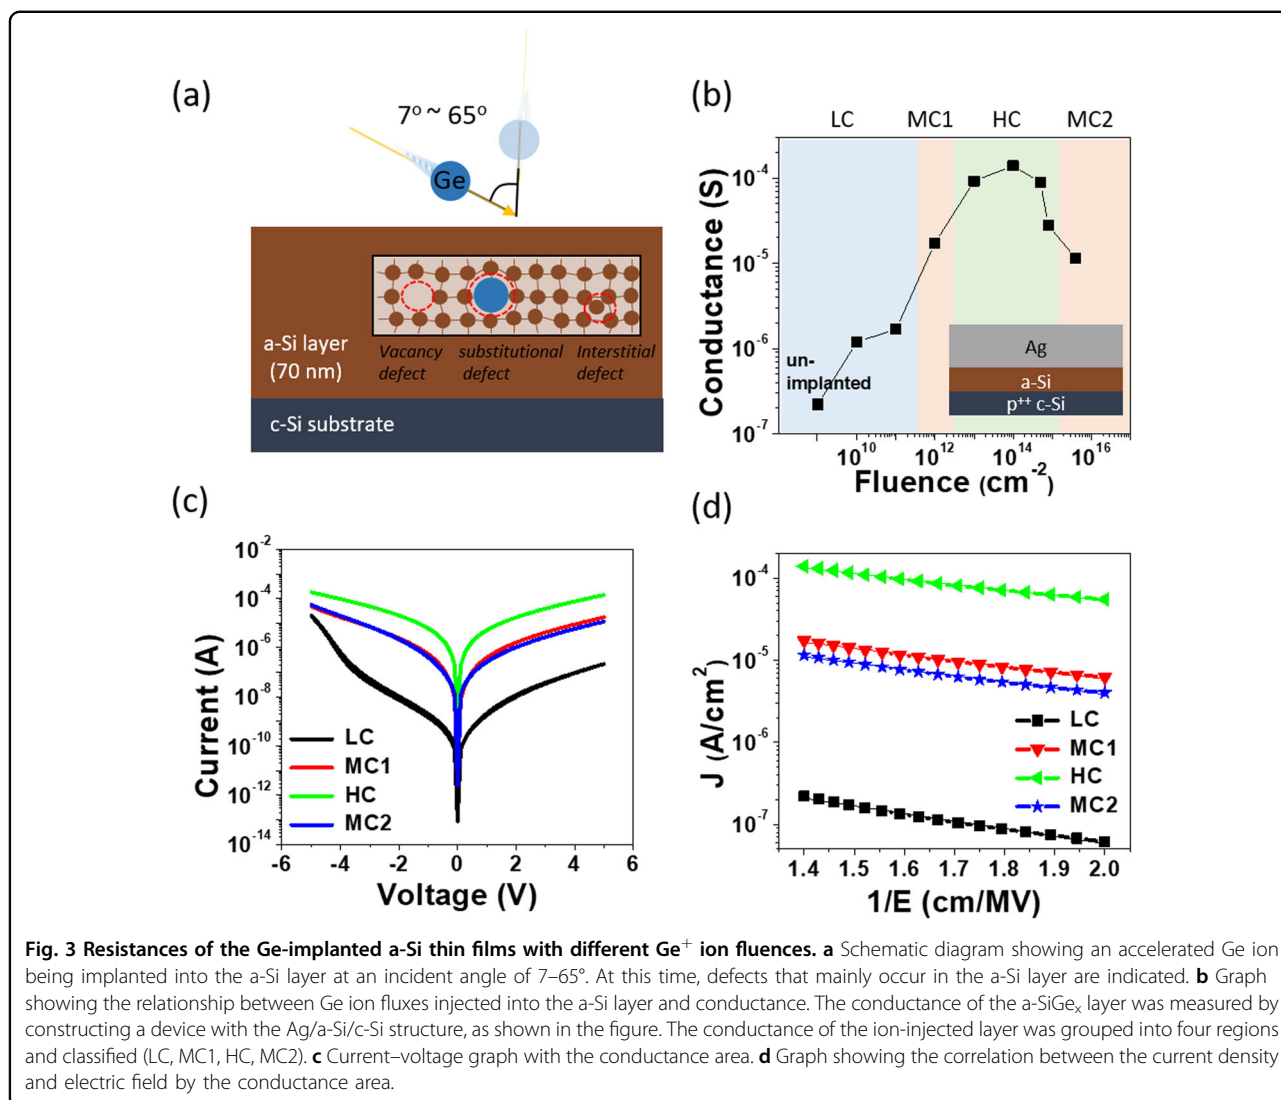 (a)
7° ~ 65°
Ge
a-Si layer
(70 nm)
Vacancy
defect
substitutional
defect
Interstitial
defect
c-Si substrate
(b)
LC MC1 HC MC2
Conductance (S)
10⁻⁴
10⁻⁵
10⁻⁶
10⁻⁷
un-
implanted
Ag
a-Si
p⁺⁺ c-Si
10¹⁰ 10¹² 10¹⁴ 10¹⁶
Fluence (cm⁻²)
(c)
Current (A)
10⁻²
10⁻⁴
10⁻⁶
10⁻⁸
10⁻¹⁰
10⁻¹²
10⁻¹⁴
LC
MC1
HC
MC2
-6 -4 -2 0 2 4 6
Voltage (V)
(d)
J (A/cm²)
10⁻⁴
10⁻⁵
10⁻⁶
10⁻⁷
LC
MC1
HC
MC2
1.4 1.5 1.6 1.7 1.8 1.9 2.0
1/E (cm/MV)
Fig. 3 Resistances of the Ge-implanted a-Si thin films with different Ge⁺ ion fluences. a Schematic diagram showing an accelerated Ge ion
being implanted into the a-Si layer at an incident angle of 7–65°. At this time, defects that mainly occur in the a-Si layer are indicated. b Graph
showing the relationship between Ge ion fluxes injected into the a-Si layer and conductance. The conductance of the a-SiGeₓ layer was measured by
constructing a device with the Ag/a-Si/c-Si structure, as shown in the figure. The conductance of the ion-injected layer was grouped into four regions
and classified (LC, MC1, HC, MC2). c Current–voltage graph with the conductance area. d Graph showing the correlation between the current density
and electric field by the conductance area.